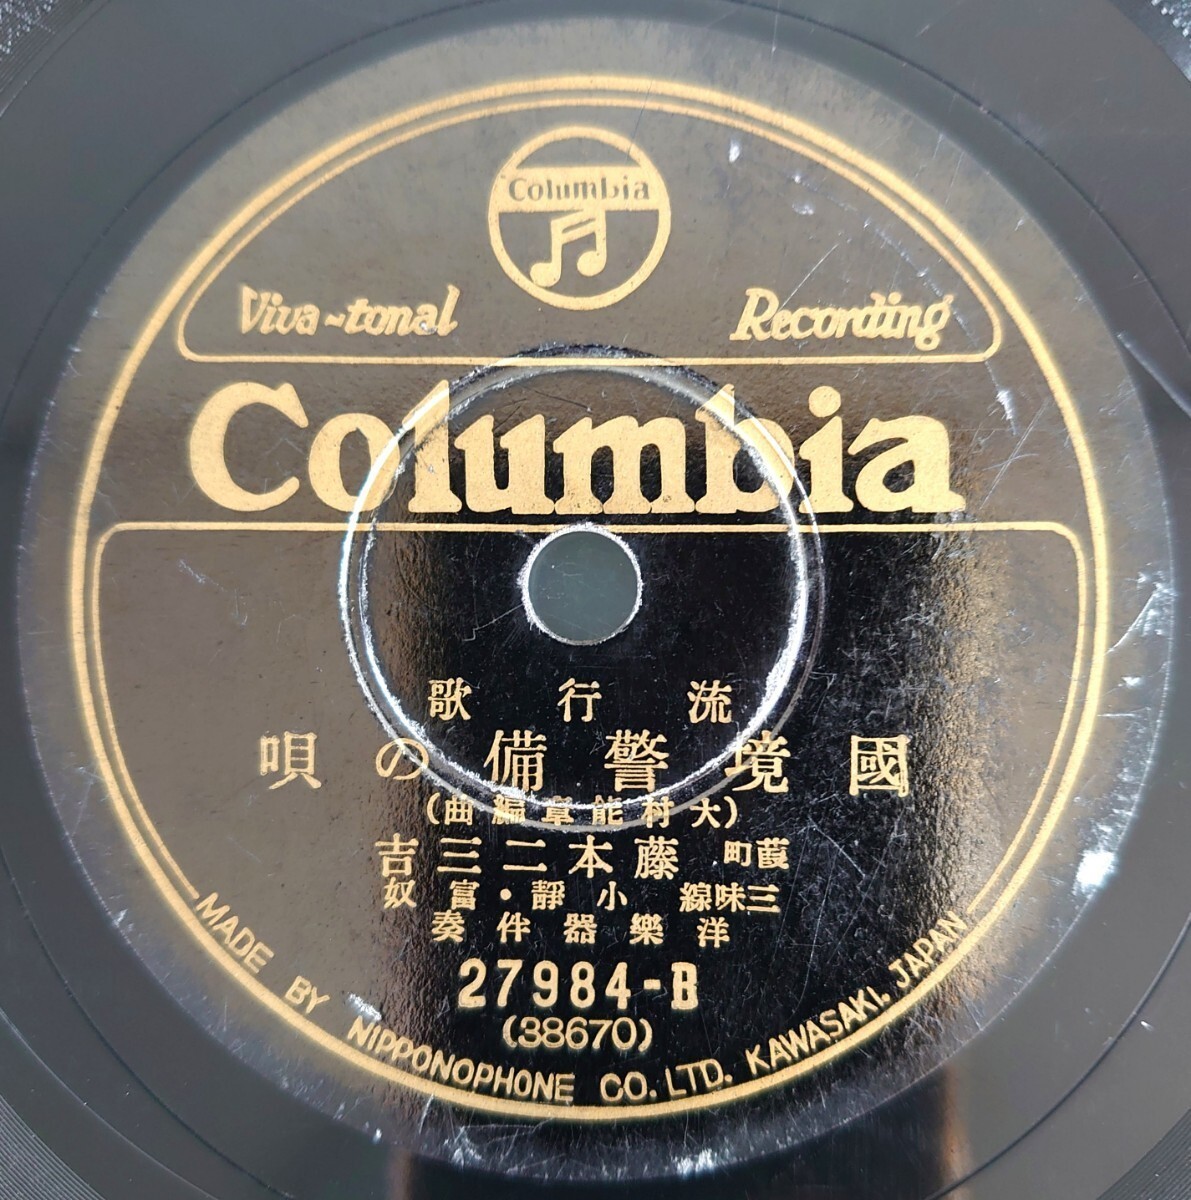 Columbia
Viva-tonal Recording
Columbia
流行歌
國境警備の唄
(大村能章編曲)
葭町 藤本二三吉
三味線 小靜・富奴
洋樂器伴奏
27984-B
(38670)
MADE BY NIPPONOPHONE CO. LTD. KAWASAKI, JAPAN